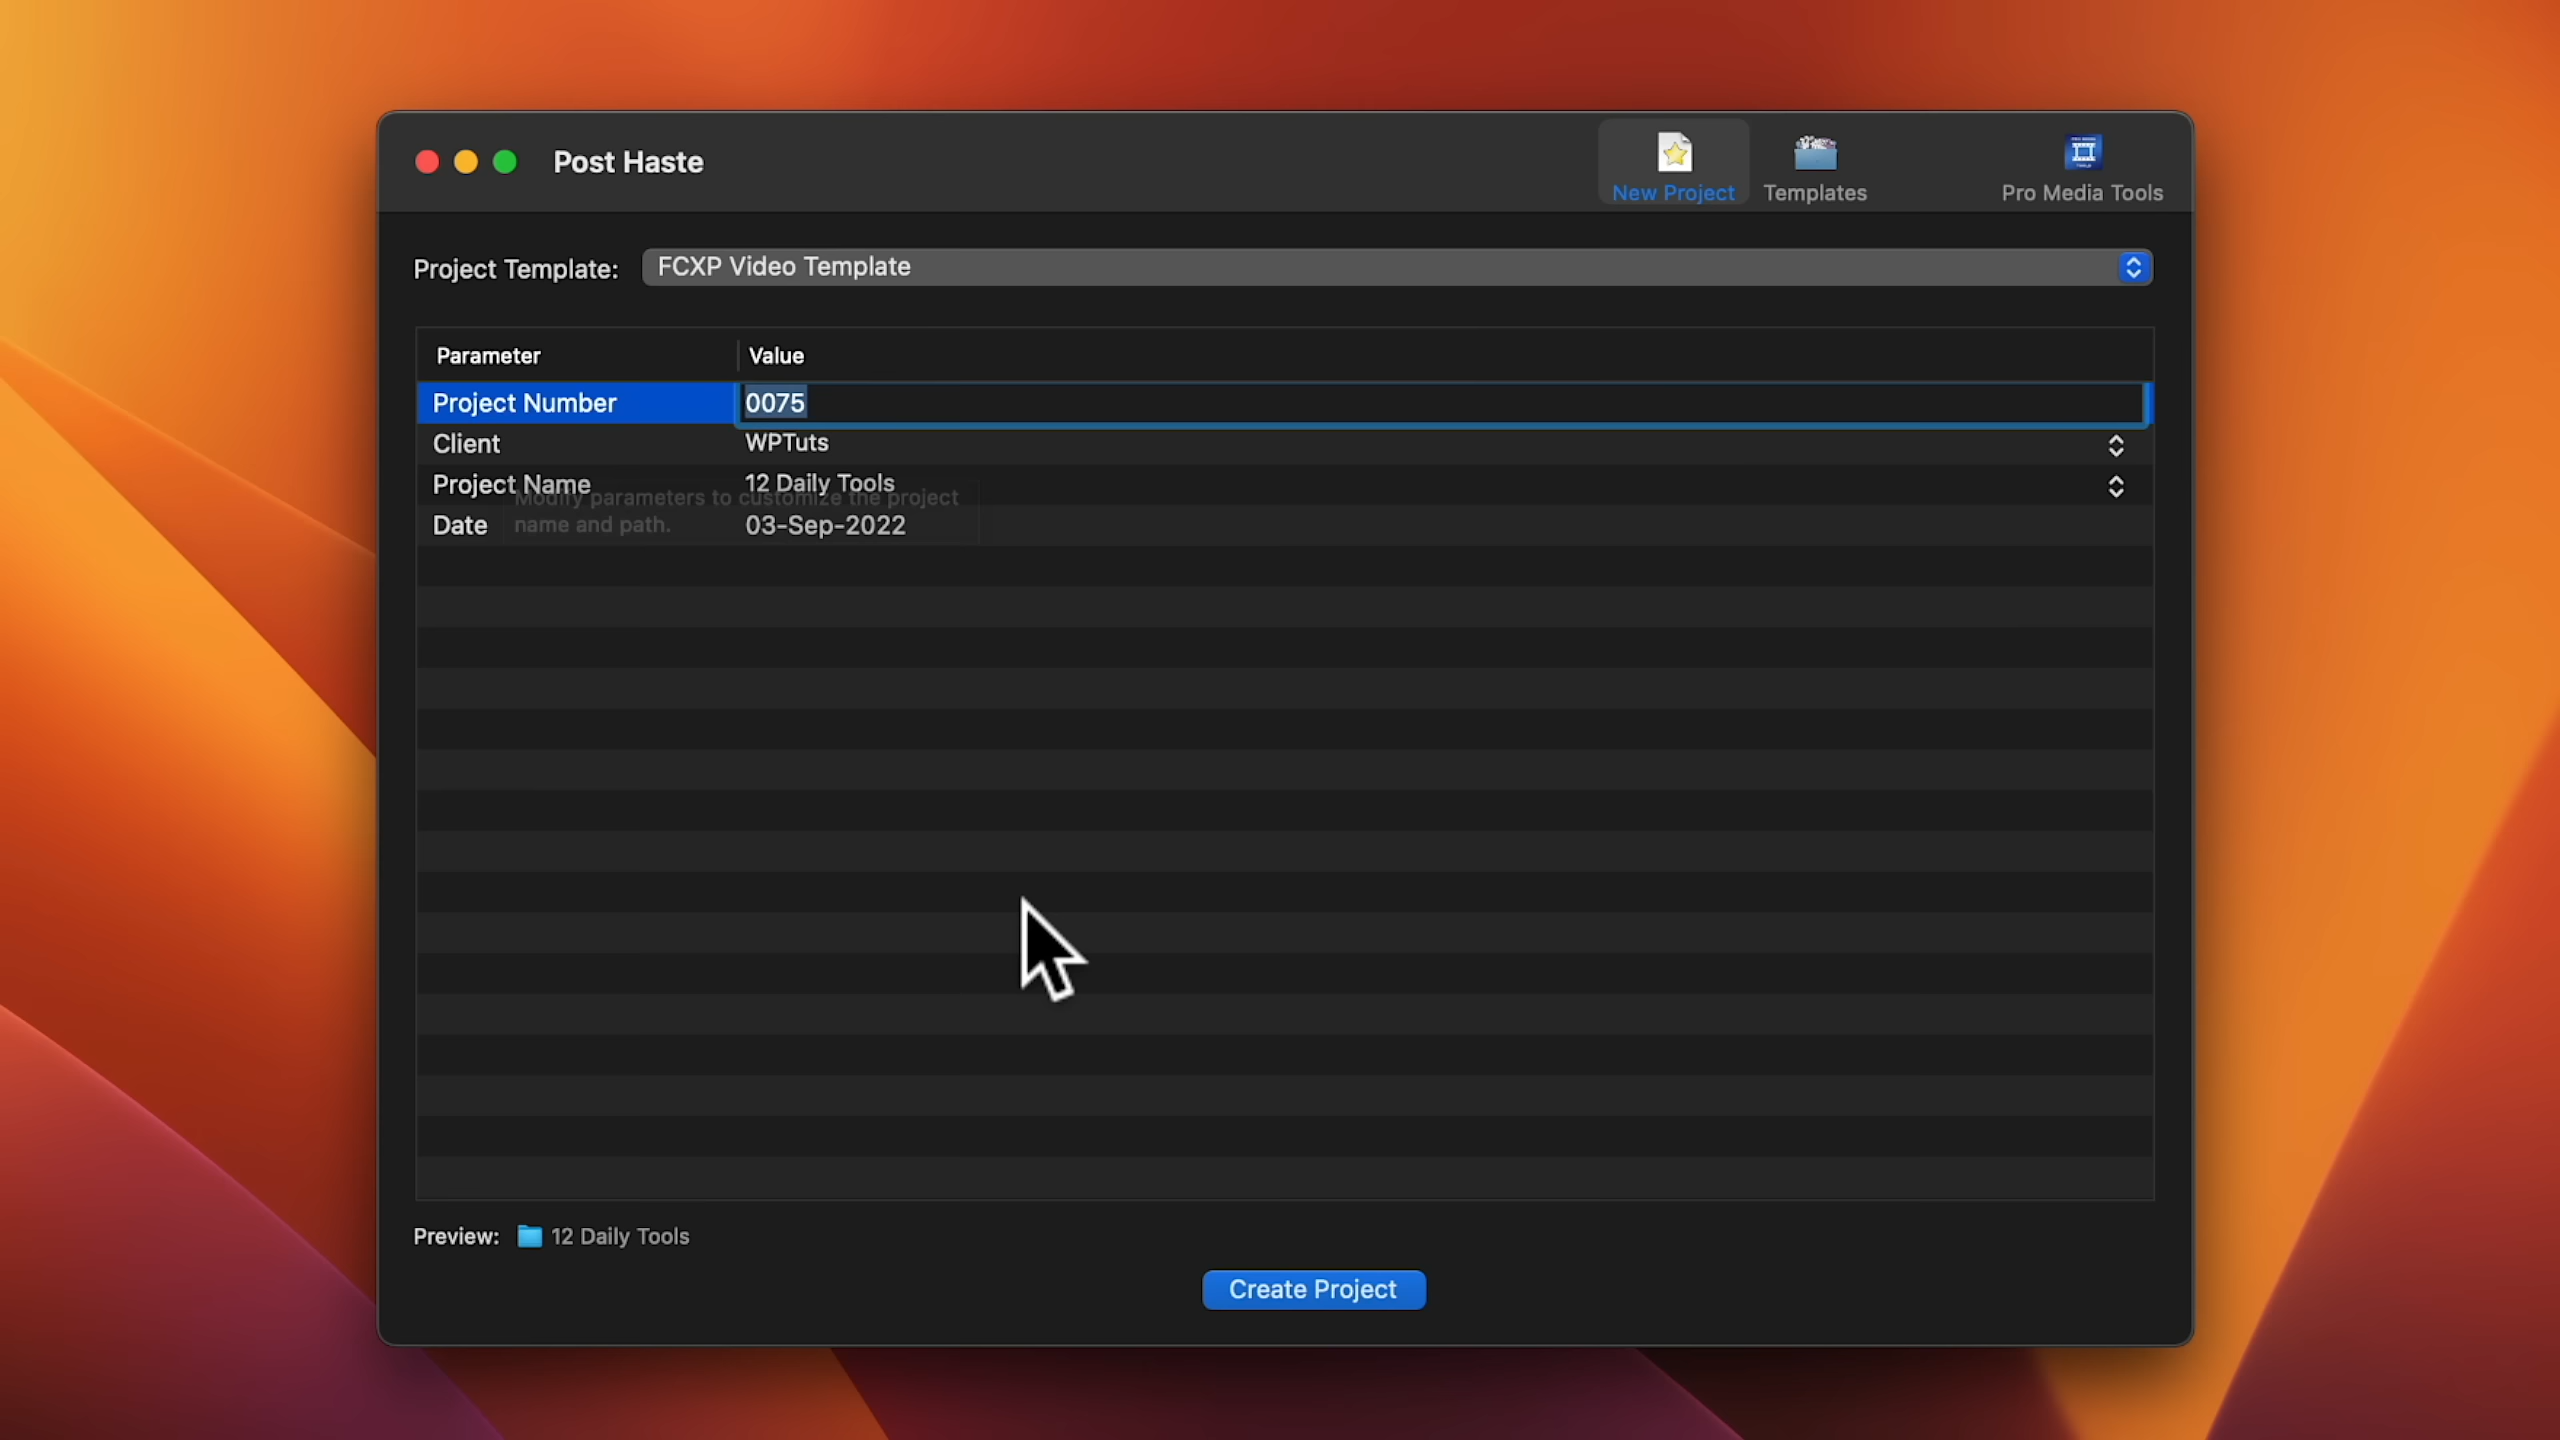 Post Haste
New Project
Templates
Pro Media Tools
Project Template: FCXP Video Template
Parameter Value
Project Number 0075
Client WPTuts
Project Name 12 Daily Tools
Modify parameters to customize the project
name and path.
Date 03-Sep-2022
Preview: 12 Daily Tools
Create Project